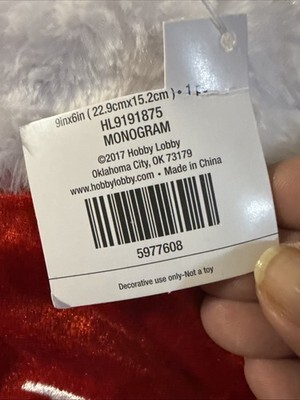 9inx6in (22.9cmx15.2cm) • 1
HL9191875
MONOGRAM
©2017 Hobby Lobby
Oklahoma City, OK 73179
www.hobbylobby.com • Made in China
5977608
Decorative use only-Not a toy